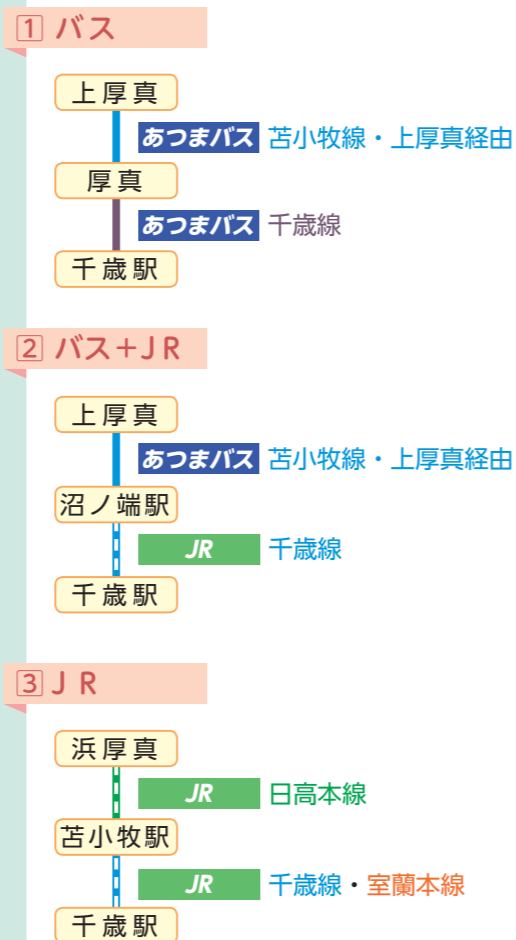 1 バス
上厚真
あつまバス 苫小牧線・上厚真経由
厚真
あつまバス 千歳線
千歳駅
2 バス+JR
上厚真
あつまバス 苫小牧線・上厚真経由
沼ノ端駅
JR 千歳線
千歳駅
3 JR
浜厚真
JR 日高本線
苫小牧駅
JR 千歳線・室蘭本線
千歳駅